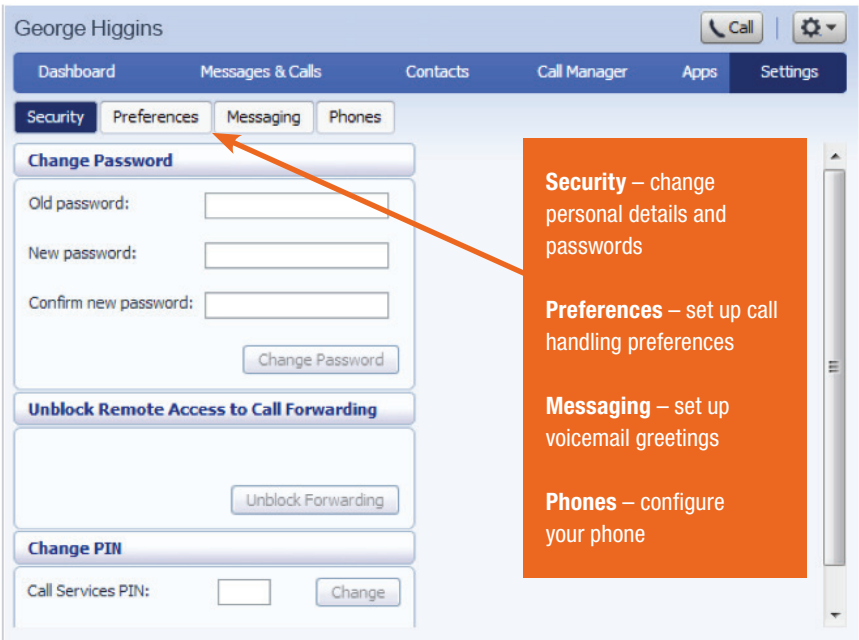 George Higgins
Call
Dashboard Messages & Calls Contacts Call Manager Apps Settings
Security Preferences Messaging Phones
Change Password
Old password:
New password:
Confirm new password:
Change Password
Unblock Remote Access to Call Forwarding
Unblock Forwarding
Change PIN
Call Services PIN:
Change
Security – change
personal details and
passwords
Preferences – set up call
handling preferences
Messaging – set up
voicemail greetings
Phones – configure
your phone